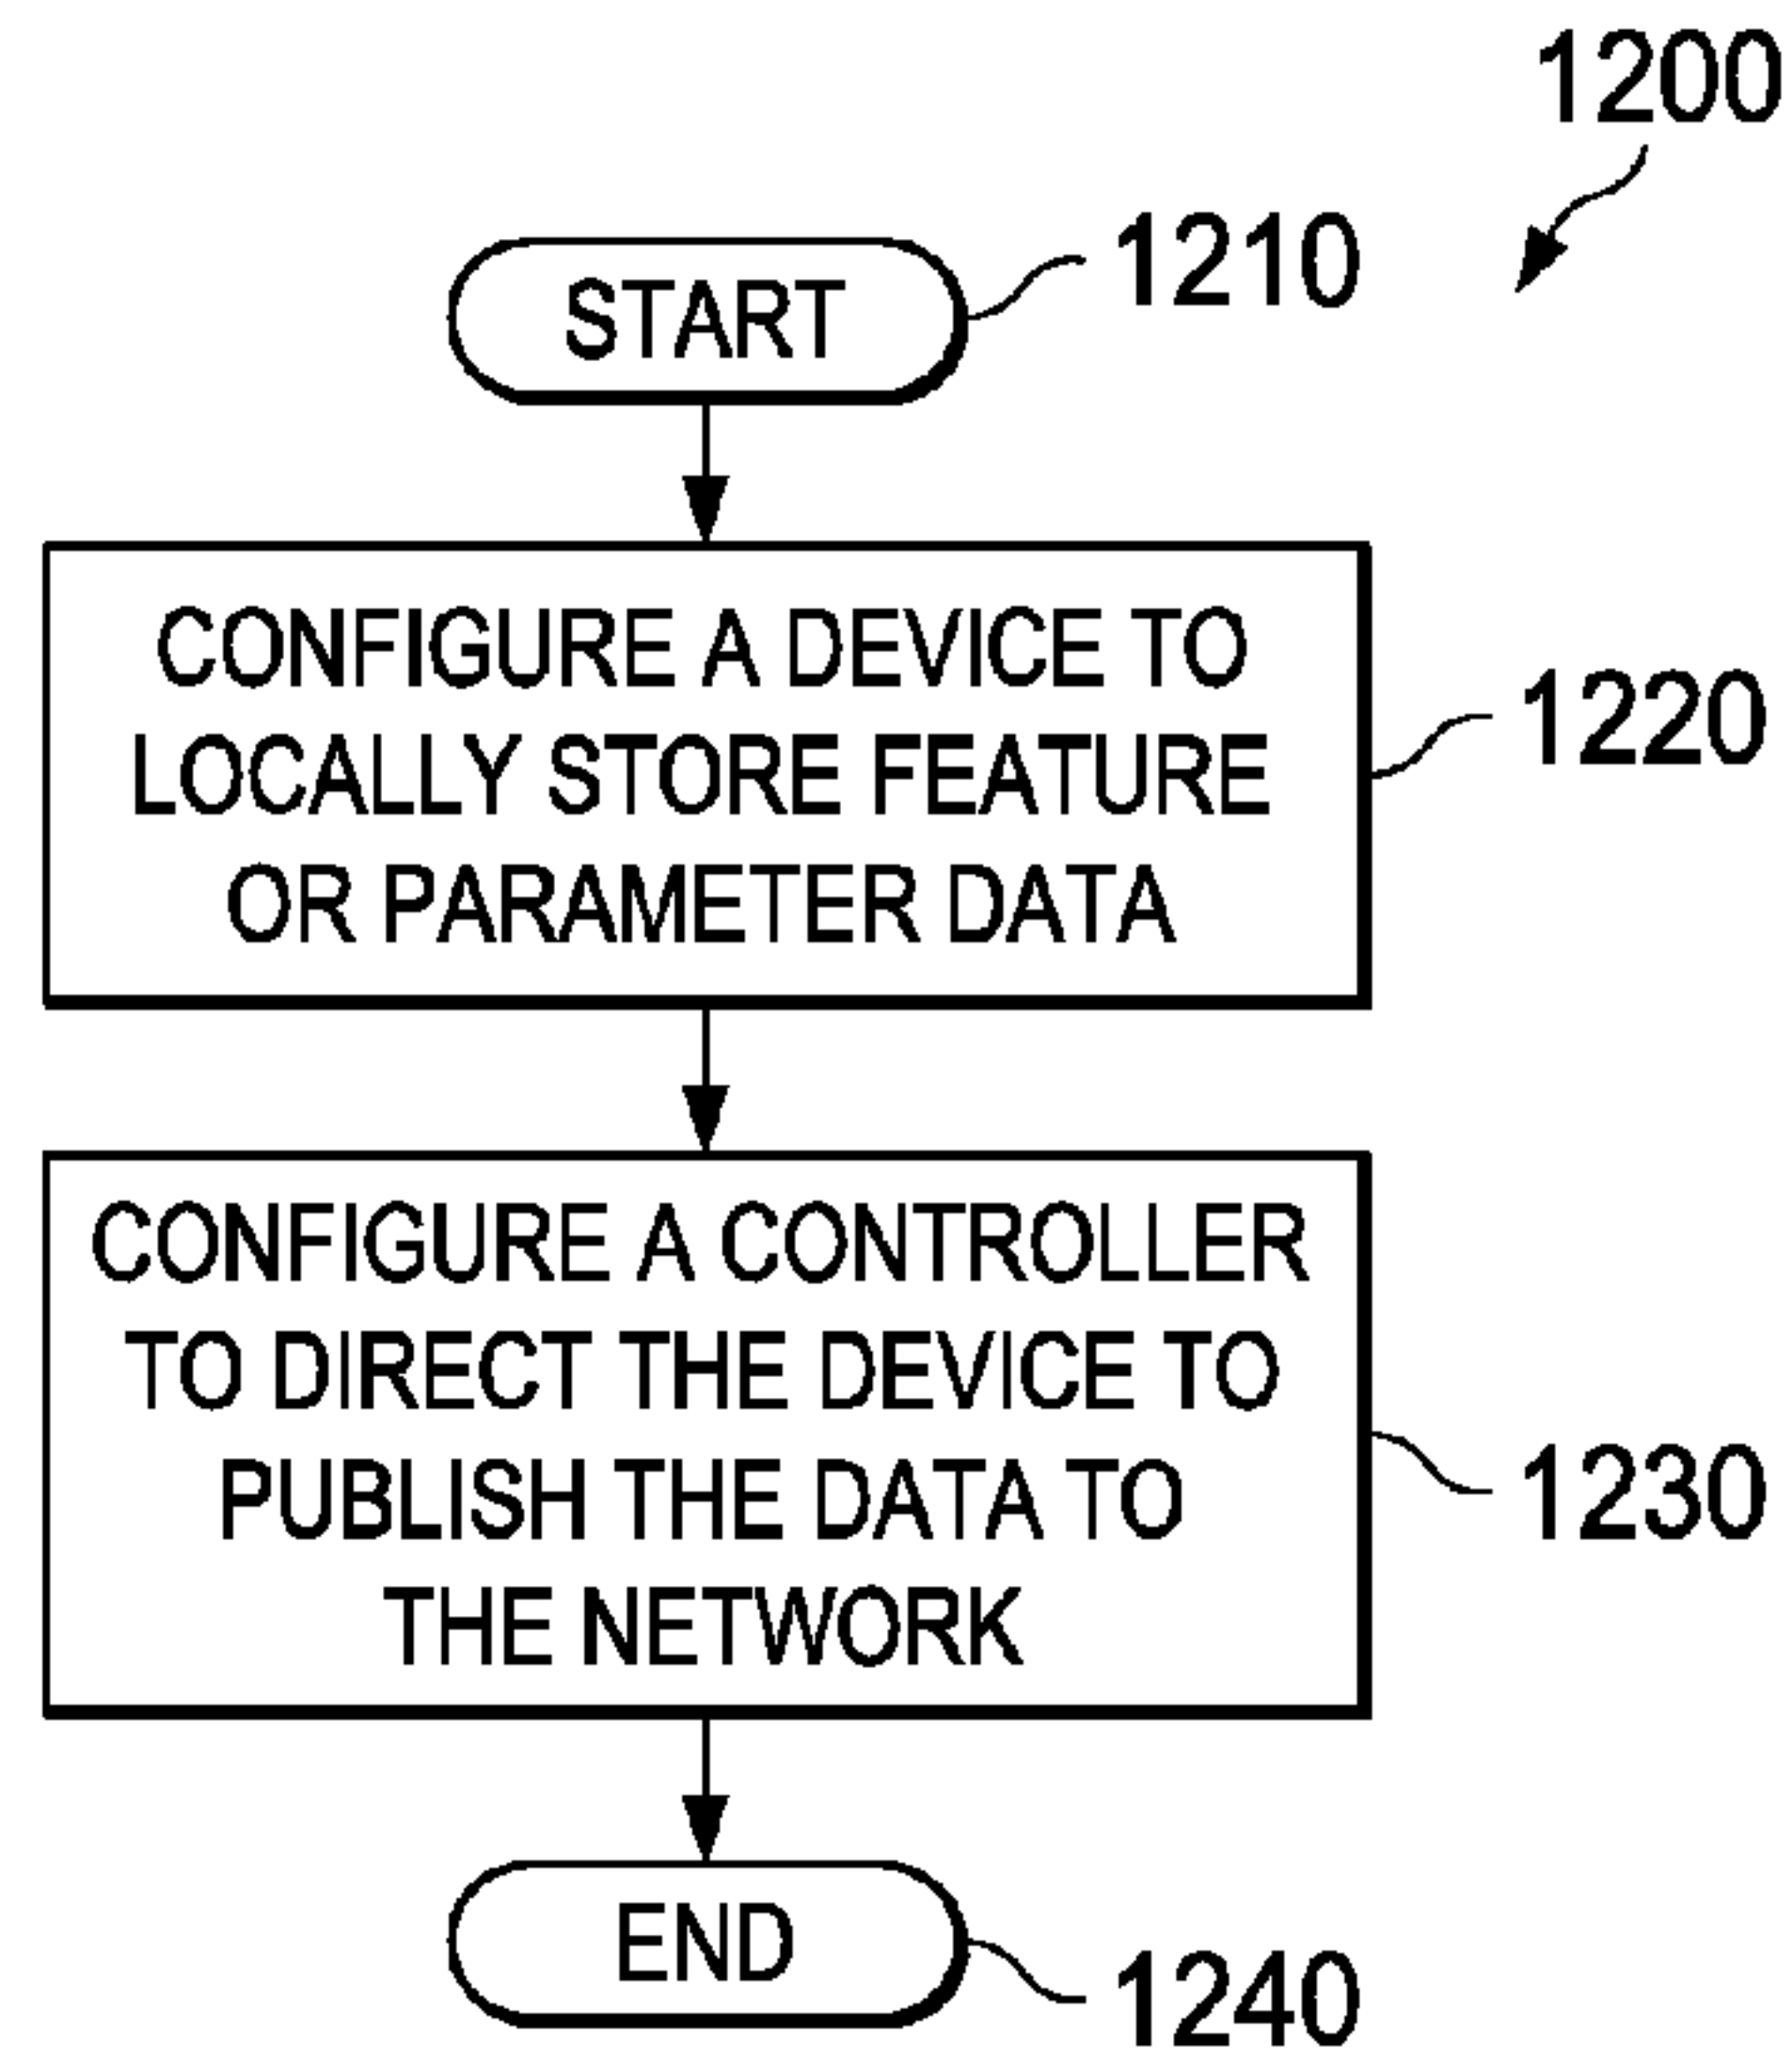 1200
START
1210
CONFIGURE A DEVICE TO
LOCALLY STORE FEATURE
OR PARAMETER DATA
1220
CONFIGURE A CONTROLLER
TO DIRECT THE DEVICE TO
PUBLISH THE DATA TO
THE NETWORK
1230
END
1240